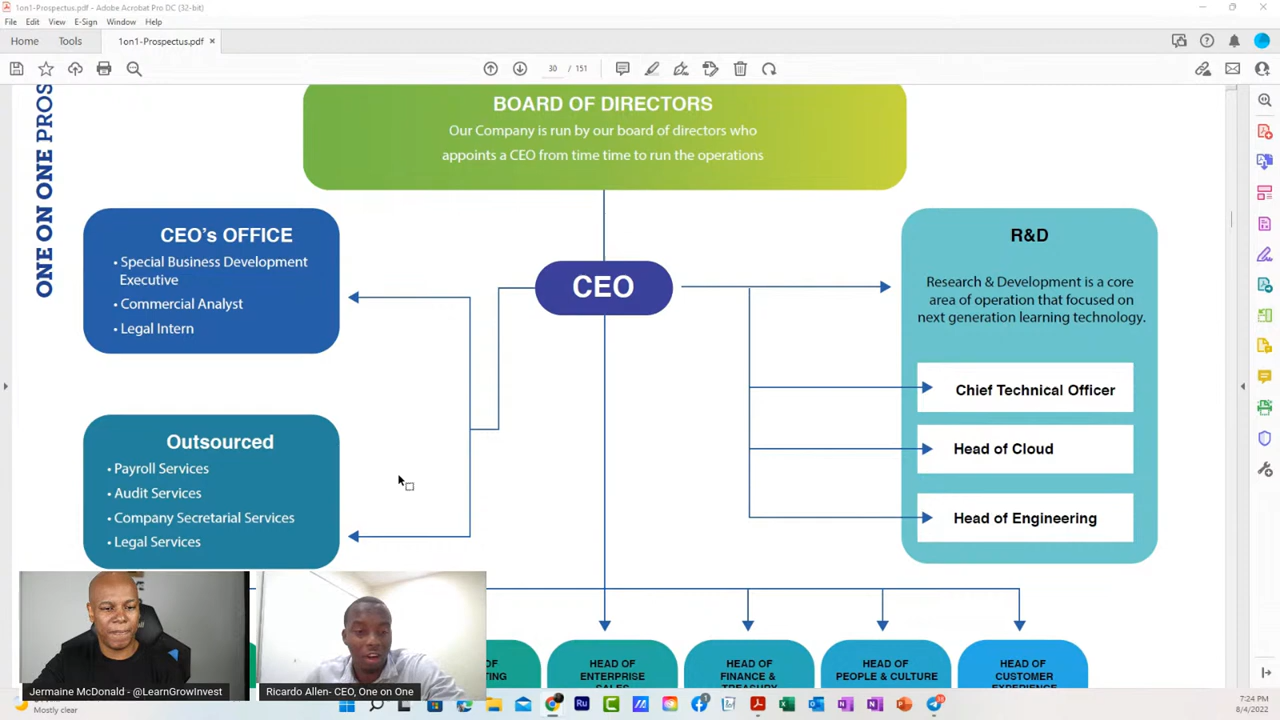 1on1-Prospectus.pdf - Adobe Acrobat Pro DC (32-bit)
File Edit View E-Sign Window Help
Home Tools 1on1-Prospectus.pdf ×
30 / 151
ONE ON ONE PROS
BOARD OF DIRECTORS
Our Company is run by our board of directors who
appoints a CEO from time time to run the operations
CEO's OFFICE
• Special Business Development
Executive
• Commercial Analyst
• Legal Intern
CEO
R&D
Research & Development is a core
area of operation that focused on
next generation learning technology.
Chief Technical Officer
Head of Cloud
Head of Engineering
Outsourced
• Payroll Services
• Audit Services
• Company Secretarial Services
• Legal Services
OF
TING
HEAD OF
ENTERPRISE
SALES
HEAD OF
FINANCE &
TREASURY
HEAD OF
PEOPLE & CULTURE
HEAD OF
CUSTOMER
EXPERIENCE
Jermaine McDonald - @LearnGrowInvest
Ricardo Allen- CEO, One on One
Mostly clear
Ru
7:24 PM
8/4/2022